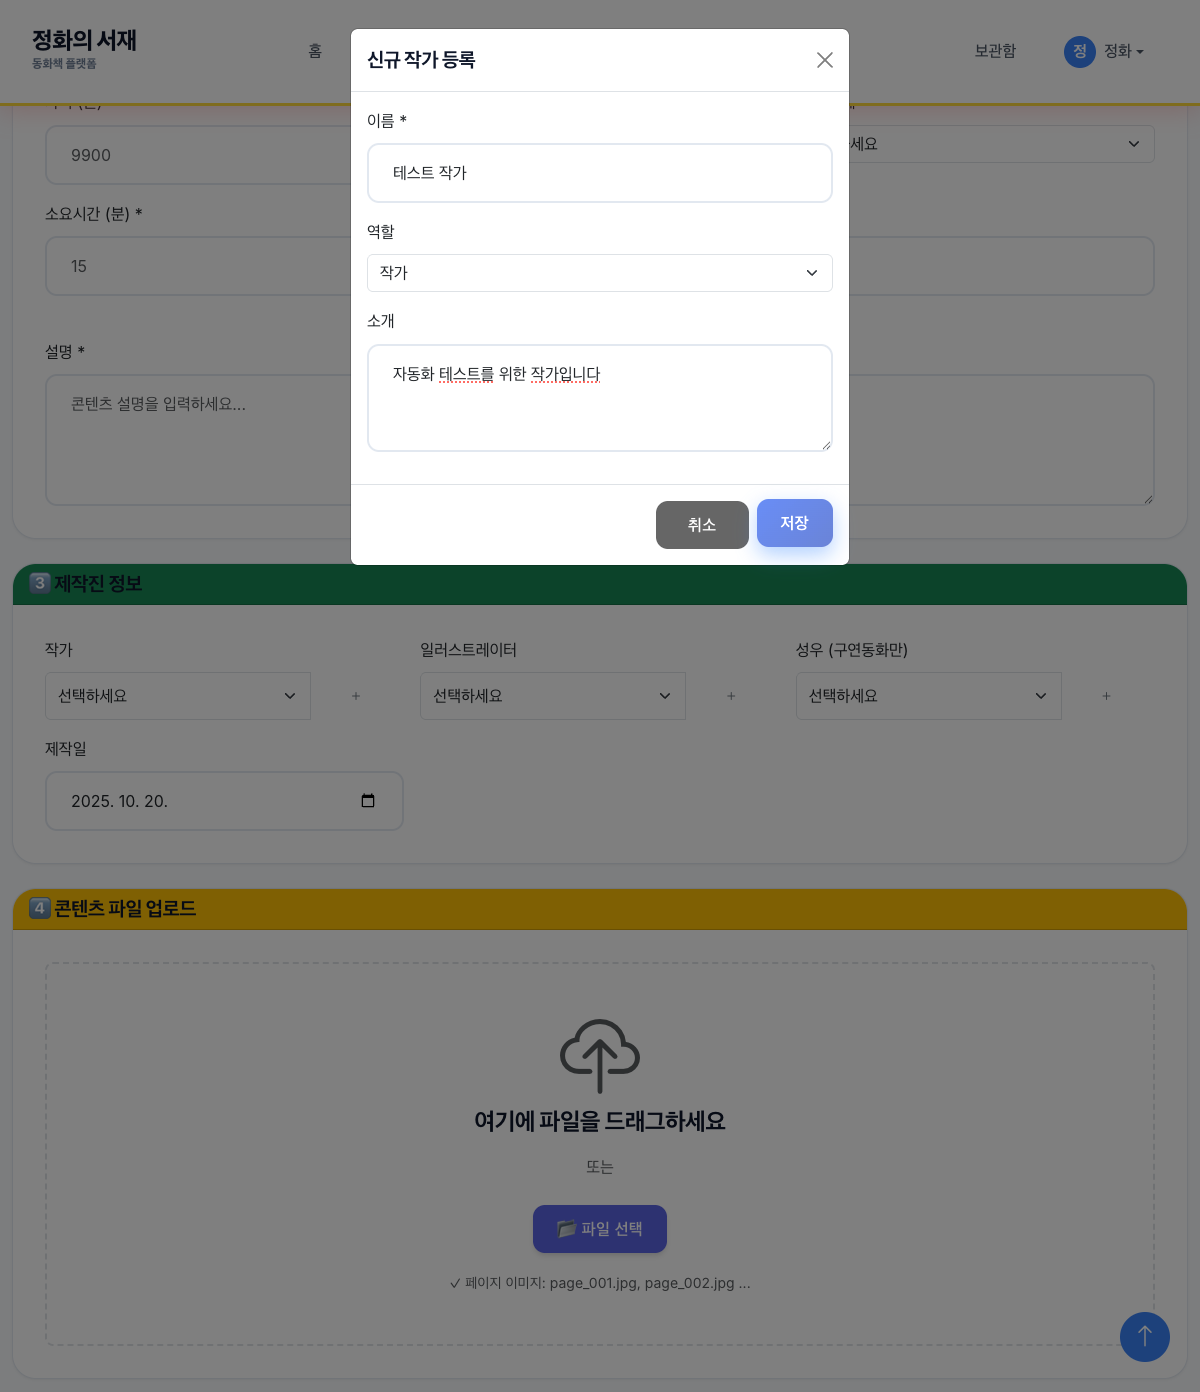 정화의 서재
동화책 플랫폼
홈
보관함
정 정화
신규 작가 등록
이름 *
테스트 작가
역할
작가
소개
자동화 테스트를 위한 작가입니다
취소
저장
9900
세요
소요시간 (분) *
15
설명 *
콘텐츠 설명을 입력하세요...
3 제작진 정보
작가
일러스트레이터
성우 (구연동화만)
선택하세요
+
선택하세요
+
선택하세요
+
제작일
2025. 10. 20.
4 콘텐츠 파일 업로드
여기에 파일을 드래그하세요
또는
파일 선택
✓ 페이지 이미지: page_001.jpg, page_002.jpg ...